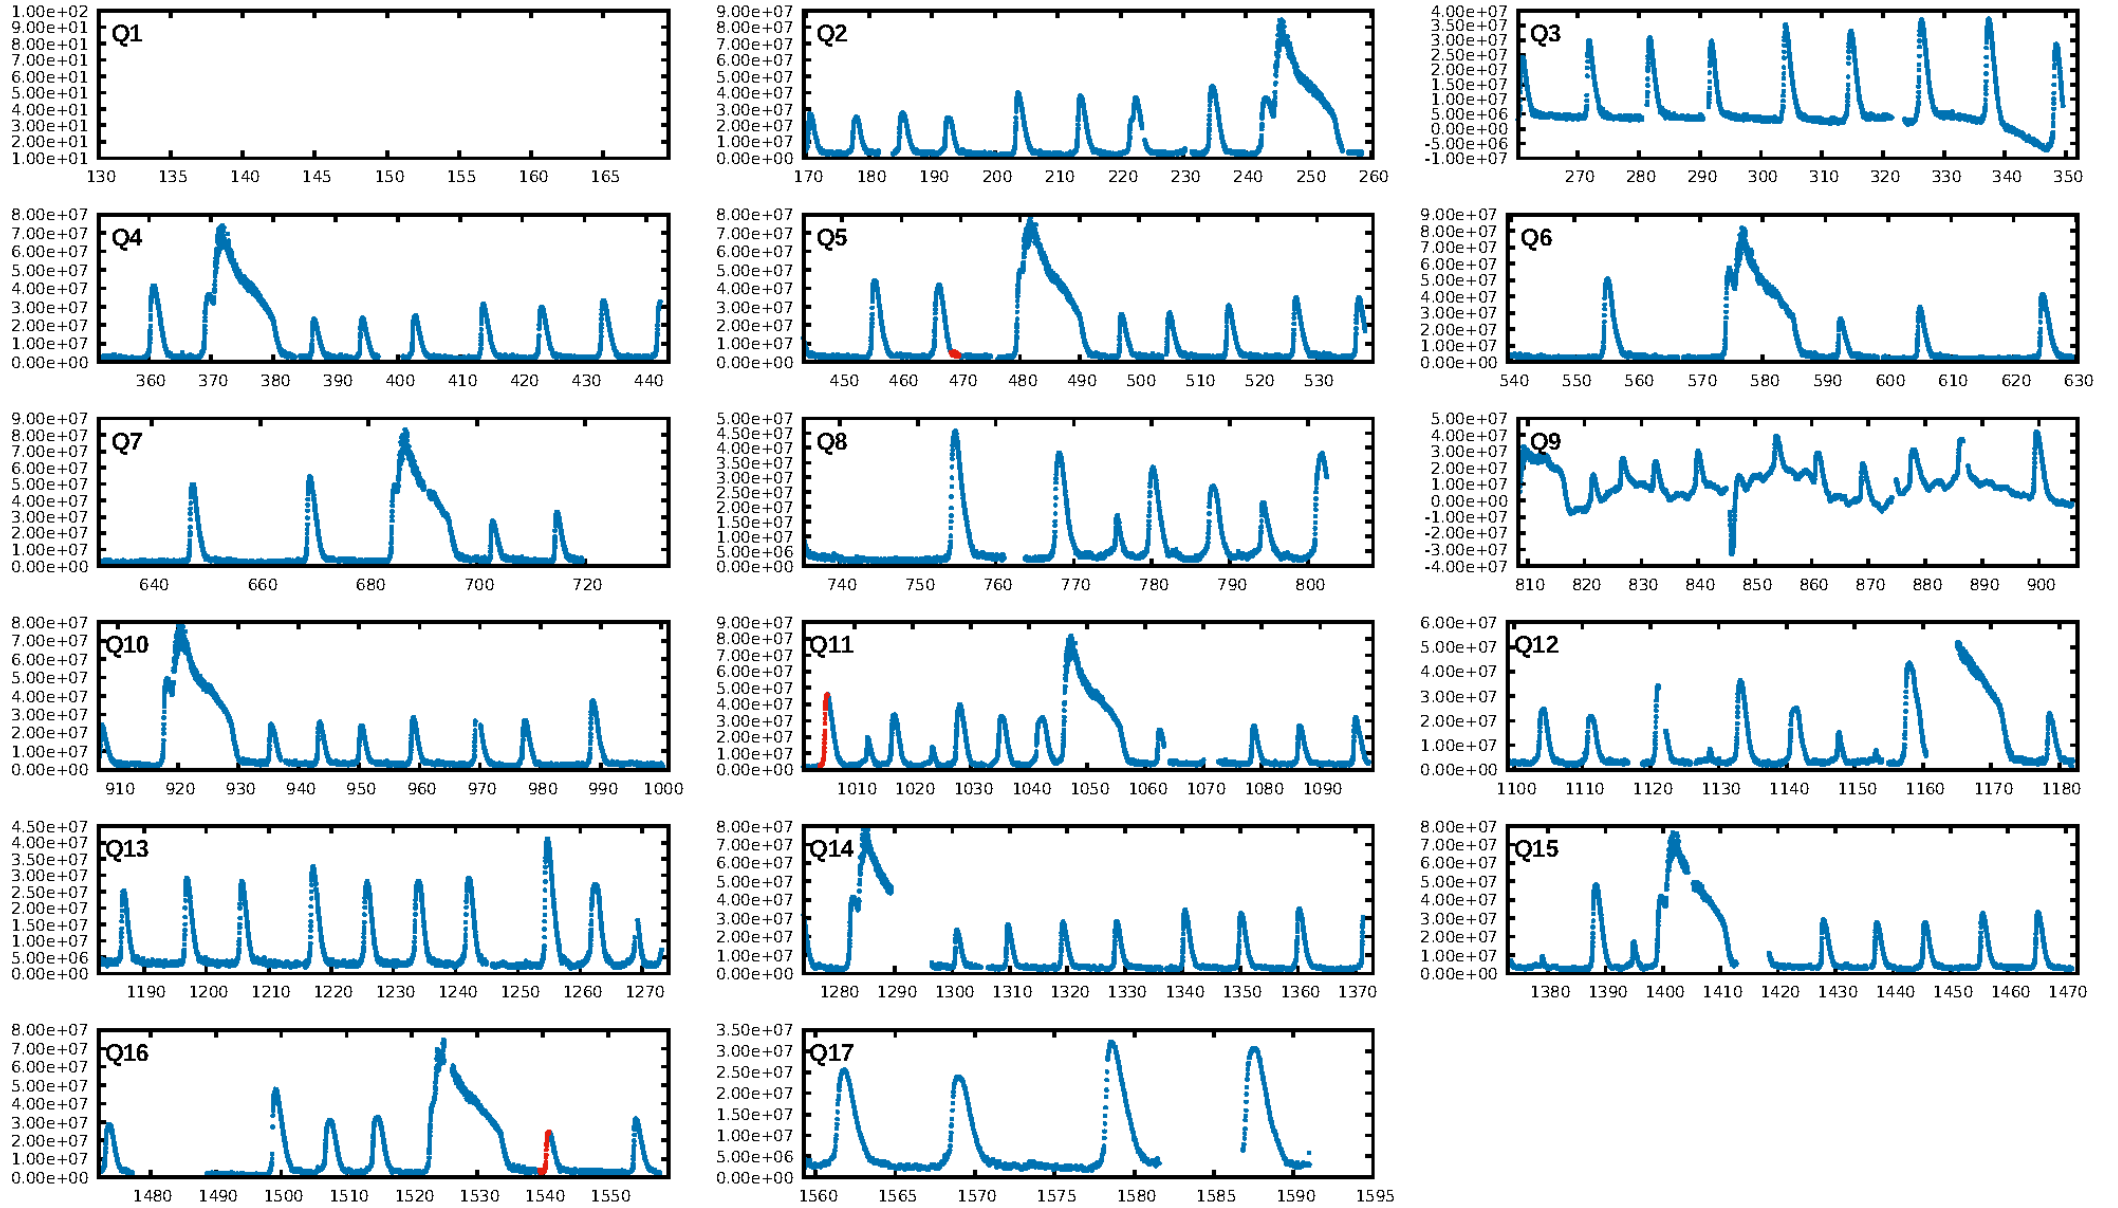 1.00e+02 9.00e+01 8.00e+01 7.00e+01 6.00e+01 5.00e+01 4.00e+01 3.00e+01 2.00e+01 1.00e+01
Q1
130 135 140 145 150 155 160 165
9.00e+07 8.00e+07 7.00e+07 6.00e+07 5.00e+07 4.00e+07 3.00e+07 2.00e+07 1.00e+07 0.00e+00
Q2
170 180 190 200 210 220 230 240 250 260
4.00e+07 3.50e+07 3.00e+07 2.50e+07 2.00e+07 1.50e+07 1.00e+07 5.00e+06 0.00e+00 -5.00e+06 -1.00e+07
Q3
270 280 290 300 310 320 330 340 350
8.00e+07 7.00e+07 6.00e+07 5.00e+07 4.00e+07 3.00e+07 2.00e+07 1.00e+07 0.00e+00
Q4
360 370 380 390 400 410 420 430 440
8.00e+07 7.00e+07 6.00e+07 5.00e+07 4.00e+07 3.00e+07 2.00e+07 1.00e+07 0.00e+00
Q5
450 460 470 480 490 500 510 520 530
9.00e+07 8.00e+07 7.00e+07 6.00e+07 5.00e+07 4.00e+07 3.00e+07 2.00e+07 1.00e+07 0.00e+00
Q6
540 550 560 570 580 590 600 610 620 630
9.00e+07 8.00e+07 7.00e+07 6.00e+07 5.00e+07 4.00e+07 3.00e+07 2.00e+07 1.00e+07 0.00e+00
Q7
640 660 680 700 720
5.00e+07 4.50e+07 4.00e+07 3.50e+07 3.00e+07 2.50e+07 2.00e+07 1.50e+07 1.00e+07 5.00e+06 0.00e+00
Q8
740 750 760 770 780 790 800
5.00e+07 4.00e+07 3.00e+07 2.00e+07 1.00e+07 0.00e+00 -1.00e+07 -2.00e+07 -3.00e+07 -4.00e+07
Q9
810 820 830 840 850 860 870 880 890 900
8.00e+07 7.00e+07 6.00e+07 5.00e+07 4.00e+07 3.00e+07 2.00e+07 1.00e+07 0.00e+00
Q10
910 920 930 940 950 960 970 980 990 1000
9.00e+07 8.00e+07 7.00e+07 6.00e+07 5.00e+07 4.00e+07 3.00e+07 2.00e+07 1.00e+07 0.00e+00
Q11
1010 1020 1030 1040 1050 1060 1070 1080 1090
6.00e+07 5.00e+07 4.00e+07 3.00e+07 2.00e+07 1.00e+07 0.00e+00
Q12
1100 1110 1120 1130 1140 1150 1160 1170 1180
4.50e+07 4.00e+07 3.50e+07 3.00e+07 2.50e+07 2.00e+07 1.50e+07 1.00e+07 5.00e+06 0.00e+00
Q13
1190 1200 1210 1220 1230 1240 1250 1260 1270
8.00e+07 7.00e+07 6.00e+07 5.00e+07 4.00e+07 3.00e+07 2.00e+07 1.00e+07 0.00e+00
Q14
1280 1290 1300 1310 1320 1330 1340 1350 1360 1370
8.00e+07 7.00e+07 6.00e+07 5.00e+07 4.00e+07 3.00e+07 2.00e+07 1.00e+07 0.00e+00
Q15
1380 1390 1400 1410 1420 1430 1440 1450 1460 1470
8.00e+07 7.00e+07 6.00e+07 5.00e+07 4.00e+07 3.00e+07 2.00e+07 1.00e+07 0.00e+00
Q16
1480 1490 1500 1510 1520 1530 1540 1550
3.50e+07 3.00e+07 2.50e+07 2.00e+07 1.50e+07 1.00e+07 5.00e+06 0.00e+00
Q17
1560 1565 1570 1575 1580 1585 1590 1595